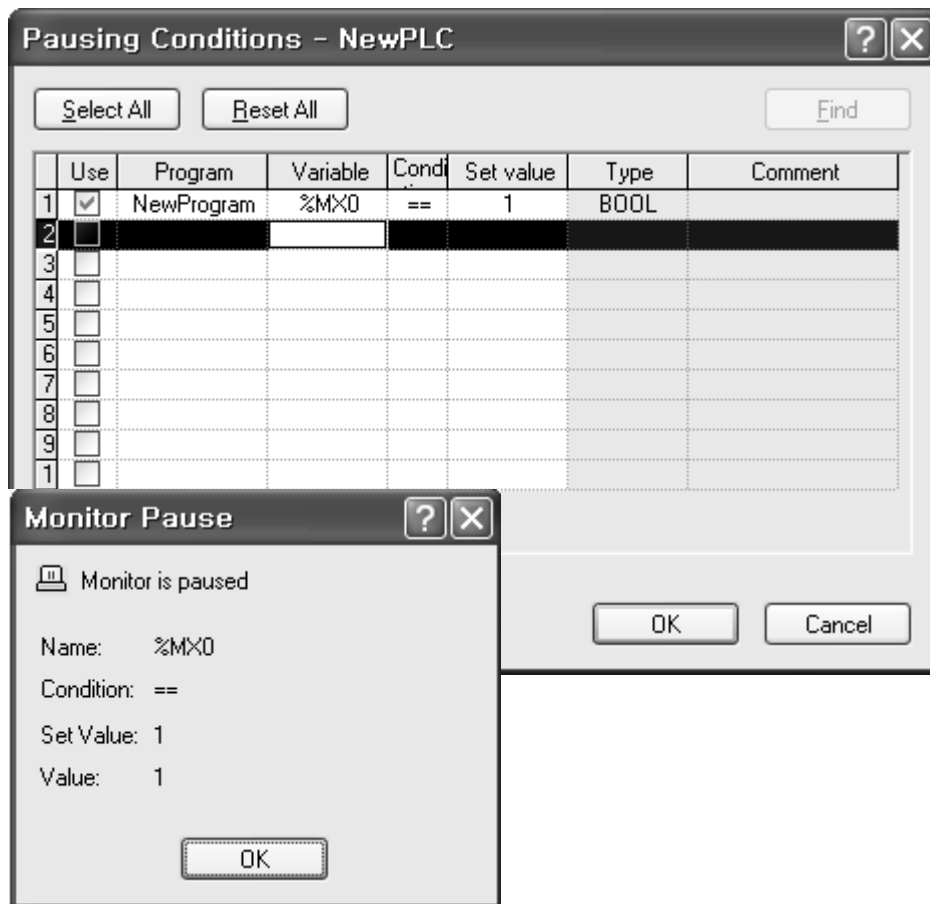 Pausing Conditions - NewPLC
Select All Reset All Find
Use Program Variable Condi Set value Type Comment
1 NewProgram %MX0 == 1 BOOL
2
3
4
5
6
7
8
9
1
Monitor Pause
Monitor is paused
OK Cancel
Name: %MX0
Condition: ==
Set Value: 1
Value: 1
OK